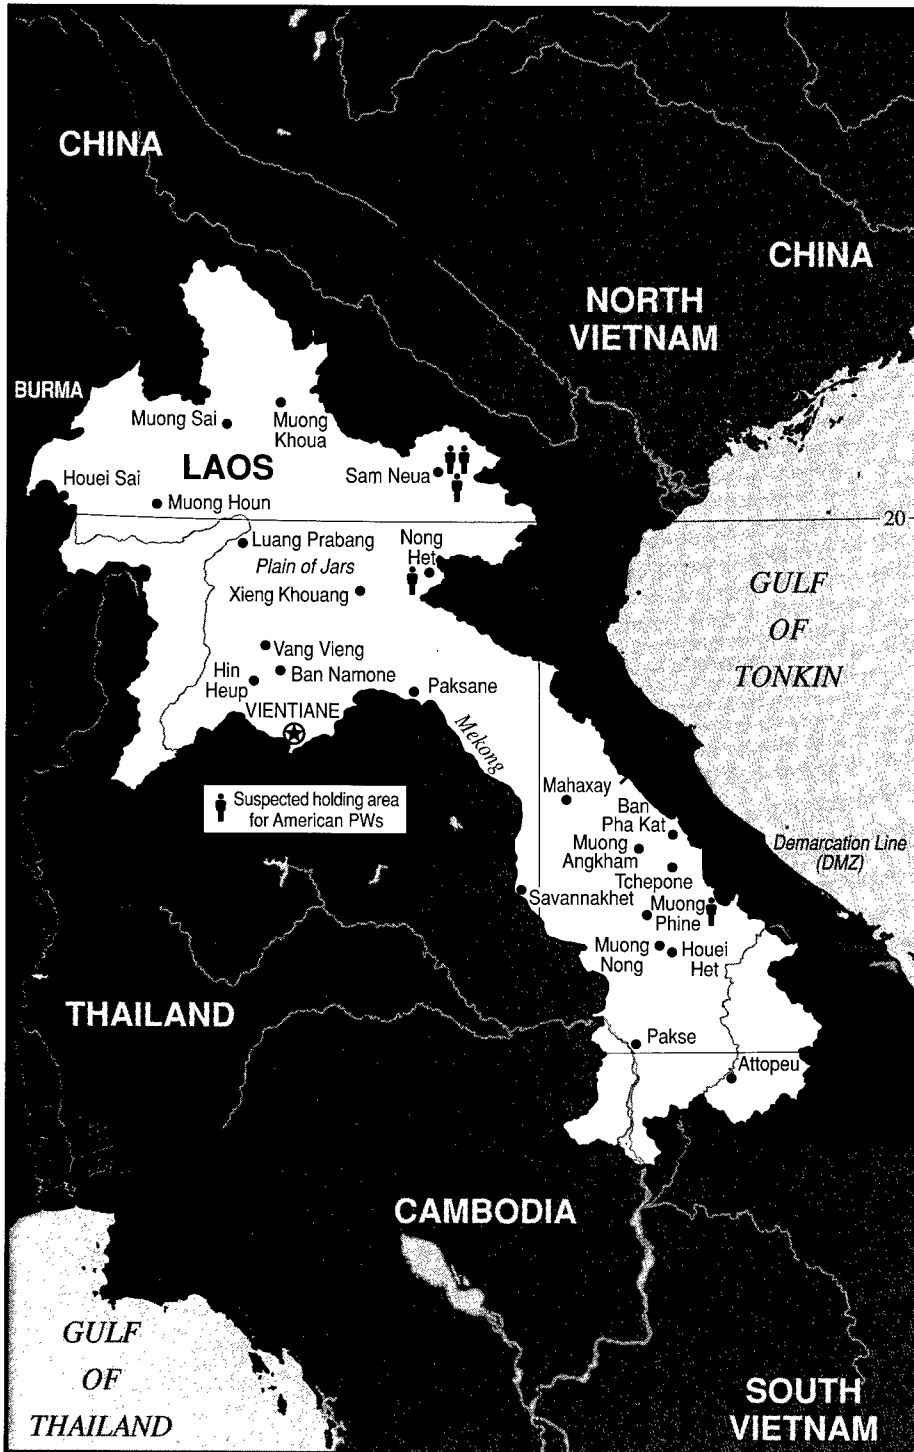 CHINA
CHINA
NORTH
VIETNAM
BURMA
Muong Sai
Muong
Khoua
LAOS
Sam Neua
Houei Sai
Muong Houn
20
Luang Prabang
Nong
Het
Plain of Jars
Xieng Khouang
GULF
OF
TONKIN
Vang Vieng
Hin
Heup
Ban Namone
Paksane
VIENTIANE
Mekong
Suspected holding area
for American PWs
Mahaxay
Ban
Pha Kat
Muong
Angkham
Demarcation Line
(DMZ)
Tchepone
Savannakhet
Muong
Phine
Muong
Nong
Houei
Het
THAILAND
Pakse
Attopeu
CAMBODIA
GULF
OF
THAILAND
SOUTH
VIETNAM